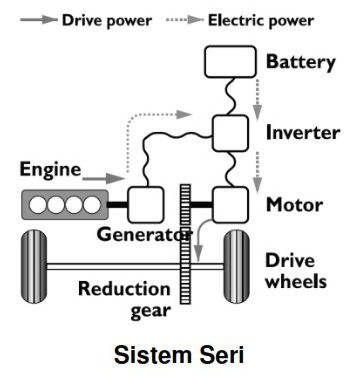 Drive power
Electric power
Battery
Inverter
Engine
Motor
Generator
Drive
wheels
Reduction
gear
Sistem Seri